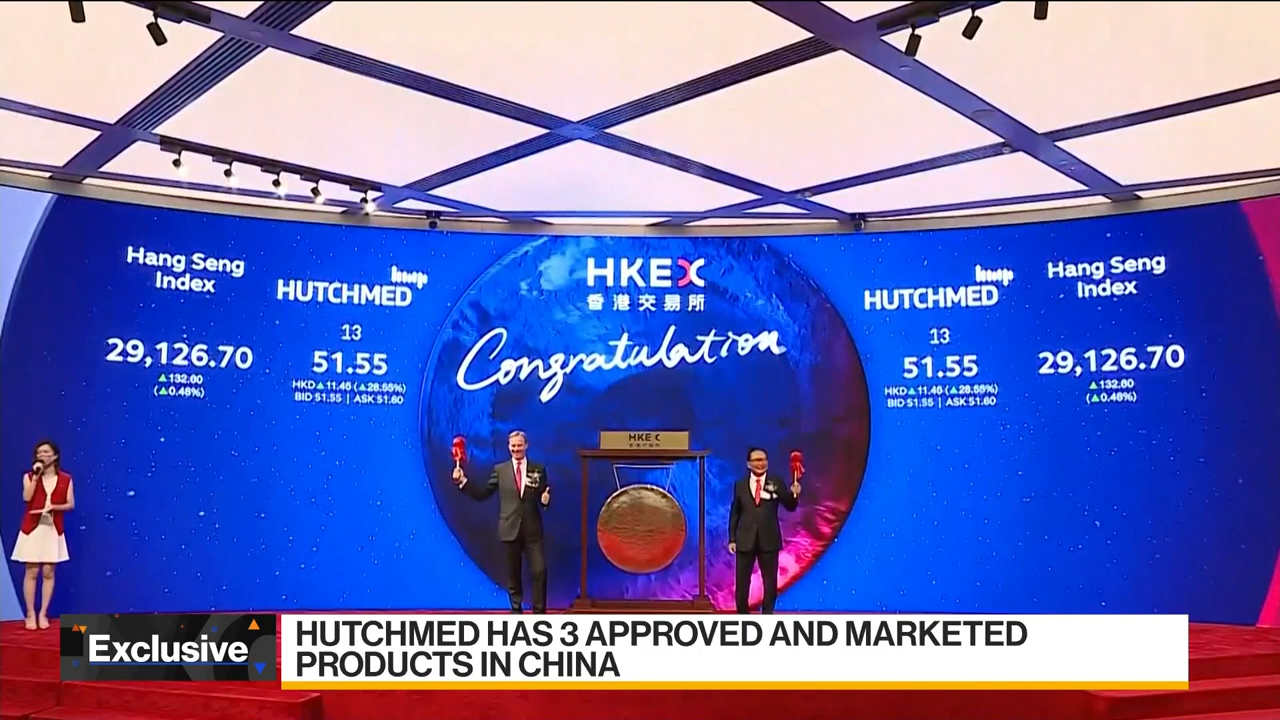 Hang Seng
Index
29,126.70
▲132.60
(▲0.46%)
HUTCHMED
13
51.55
HKD▲11.45 (▲28.55%)
BID 51.55 | ASK 51.60
HKEX
香港交易所
Congratulation
HUTCHMED
13
51.55
HKD▲11.45 (▲28.55%)
BID 51.55 | ASK 51.60
Hang Seng
Index
29,126.70
▲132.60
(▲0.46%)
HKEX
Exclusive
HUTCHMED HAS 3 APPROVED AND MARKETED
PRODUCTS IN CHINA